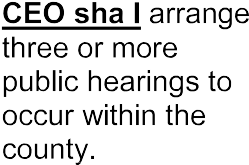 CEO sha l arrange
three or more
public hearings to
occur within the
county.